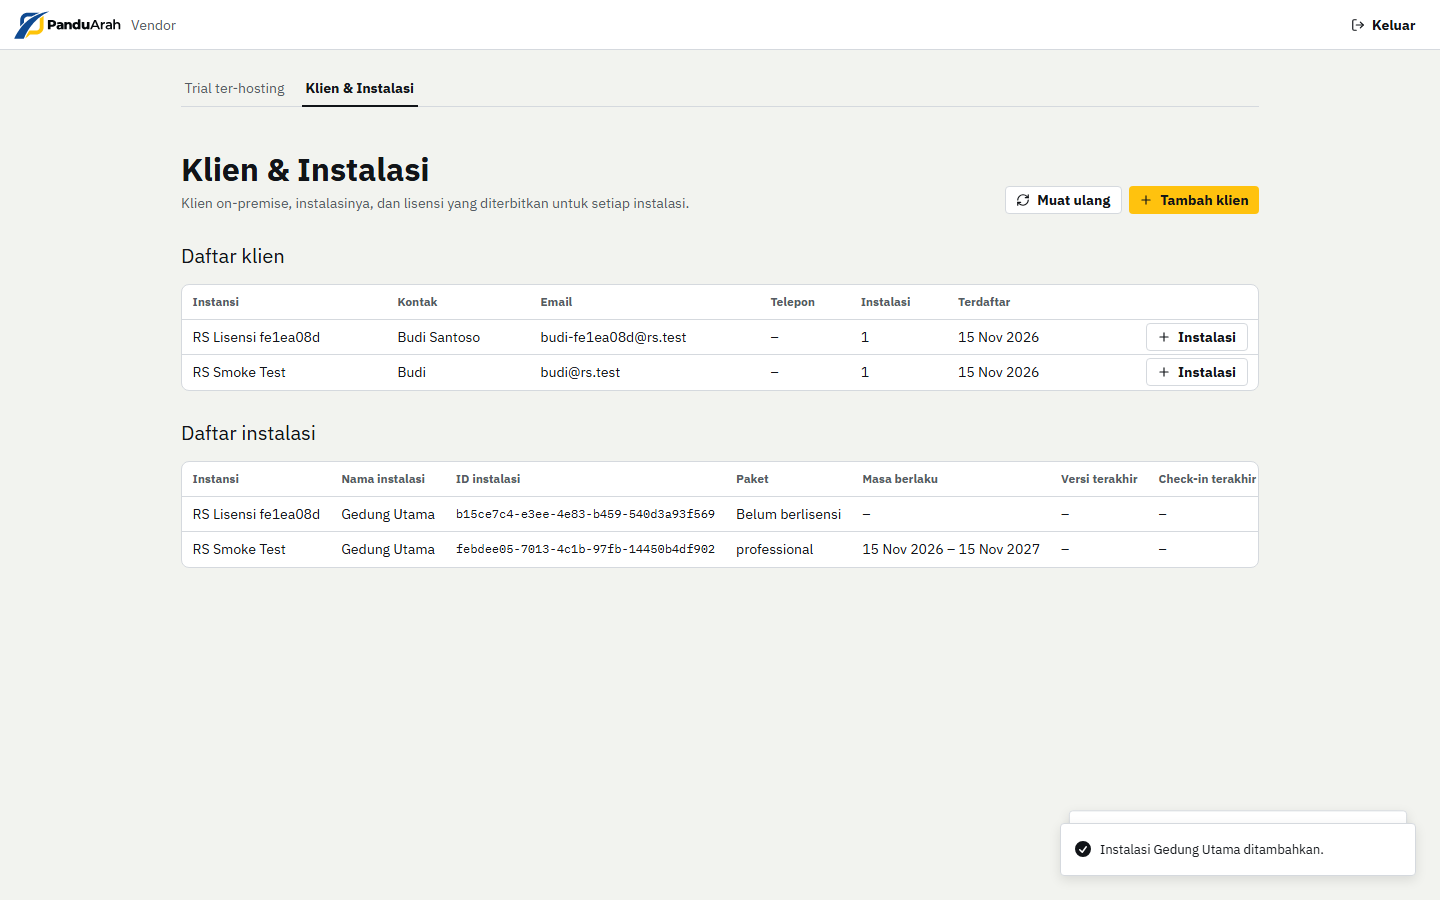 PanduArah Vendor Keluar
Trial ter-hosting Klien & Instalasi
Klien & Instalasi
Klien on-premise, instalasinya, dan lisensi yang diterbitkan untuk setiap instalasi.
Muat ulang Tambah klien
Daftar klien
Instansi Kontak Email Telepon Instalasi Terdaftar
RS Lisensi fe1ea08d Budi Santoso budi-fe1ea08d@rs.test – 1 15 Nov 2026 Instalasi
RS Smoke Test Budi budi@rs.test – 1 15 Nov 2026 Instalasi
Daftar instalasi
Instansi Nama instalasi ID instalasi Paket Masa berlaku Versi terakhir Check-in terakhir
RS Lisensi fe1ea08d Gedung Utama b15ce7c4-e3ee-4e83-b459-540d3a93f569 Belum berlisensi – – –
RS Smoke Test Gedung Utama febdee05-7013-4c1b-97fb-14450b4df902 professional 15 Nov 2026 – 15 Nov 2027 – –
Instalasi Gedung Utama ditambahkan.